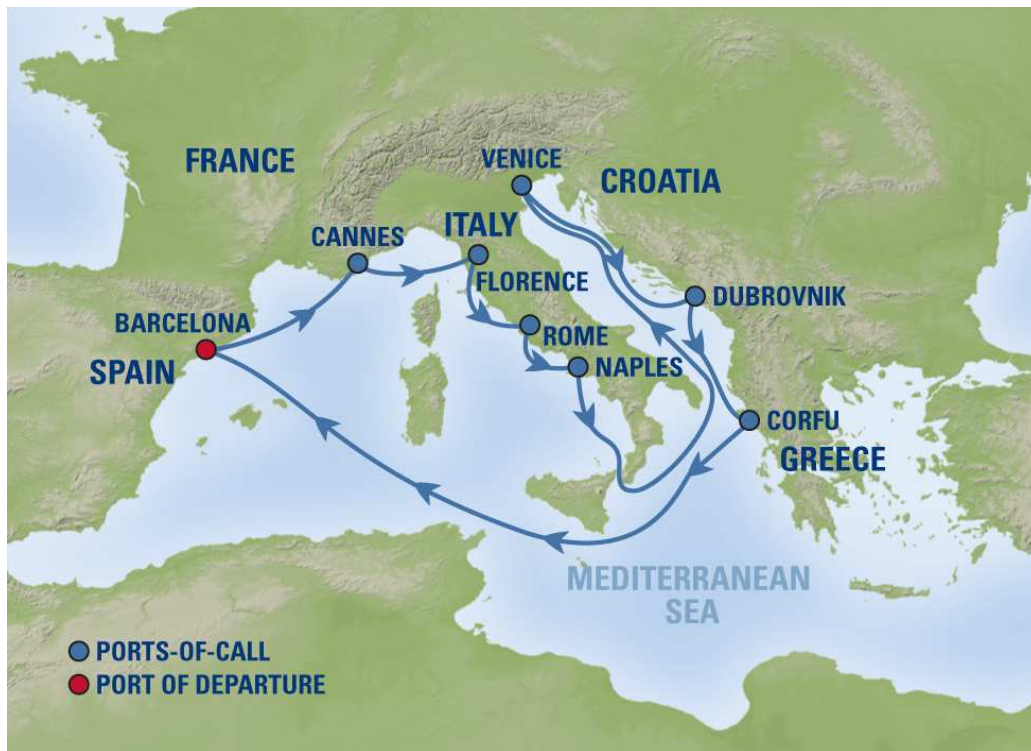 VENICE
FRANCE
CROATIA
ITALY
CANNES
FLORENCE
DUBROVNIK
BARCELONA
ROME
SPAIN
NAPLES
CORFU
GREECE
MEDITERRANEAN
SEA
PORTS-OF-CALL
PORT OF DEPARTURE